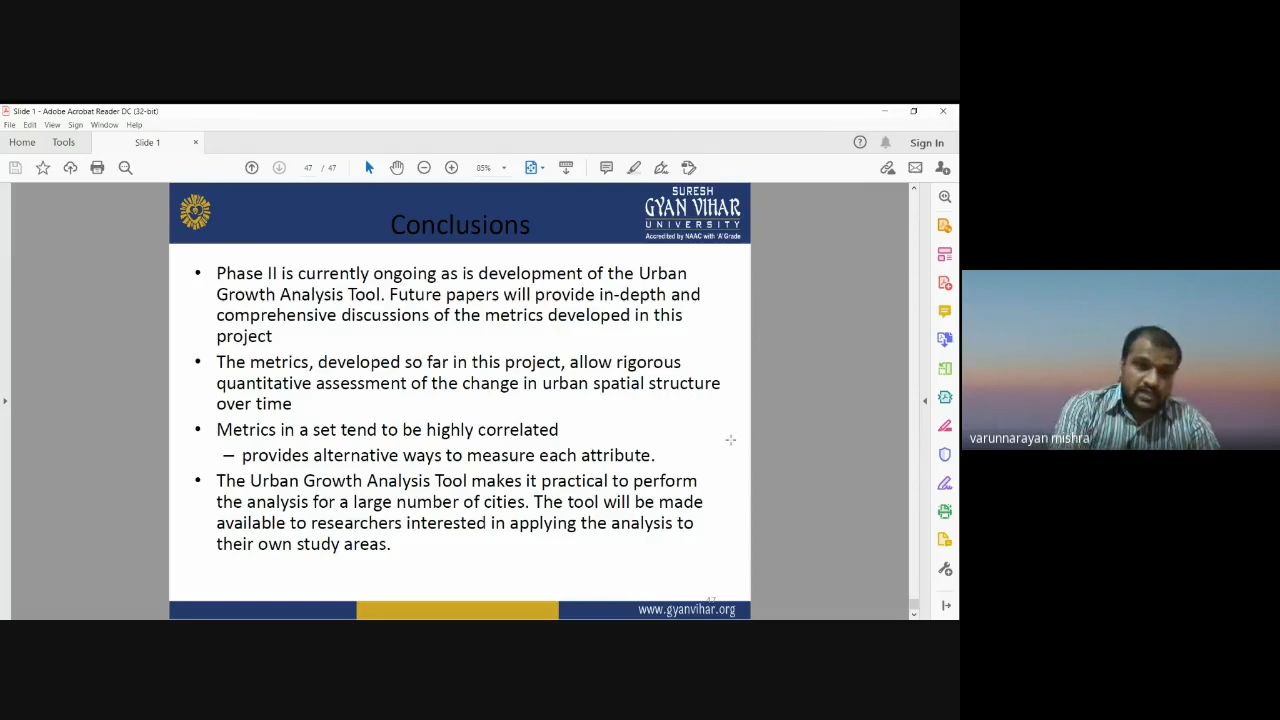 Slide 1 - Adobe Acrobat Reader DC (32-bit)
File Edit View Sign Window Help
Home Tools Slide 1 × Sign In
47 / 47 85%
SURESH
GYAN VIHAR
UNIVERSITY
Accredited by NAAC with 'A' Grade
Conclusions
• Phase II is currently ongoing as is development of the Urban
Growth Analysis Tool. Future papers will provide in-depth and
comprehensive discussions of the metrics developed in this
project
• The metrics, developed so far in this project, allow rigorous
quantitative assessment of the change in urban spatial structure
over time
• Metrics in a set tend to be highly correlated
– provides alternative ways to measure each attribute.
• The Urban Growth Analysis Tool makes it practical to perform
the analysis for a large number of cities. The tool will be made
available to researchers interested in applying the analysis to
their own study areas.
47
www.gyanvihar.org
varunnarayan mishra